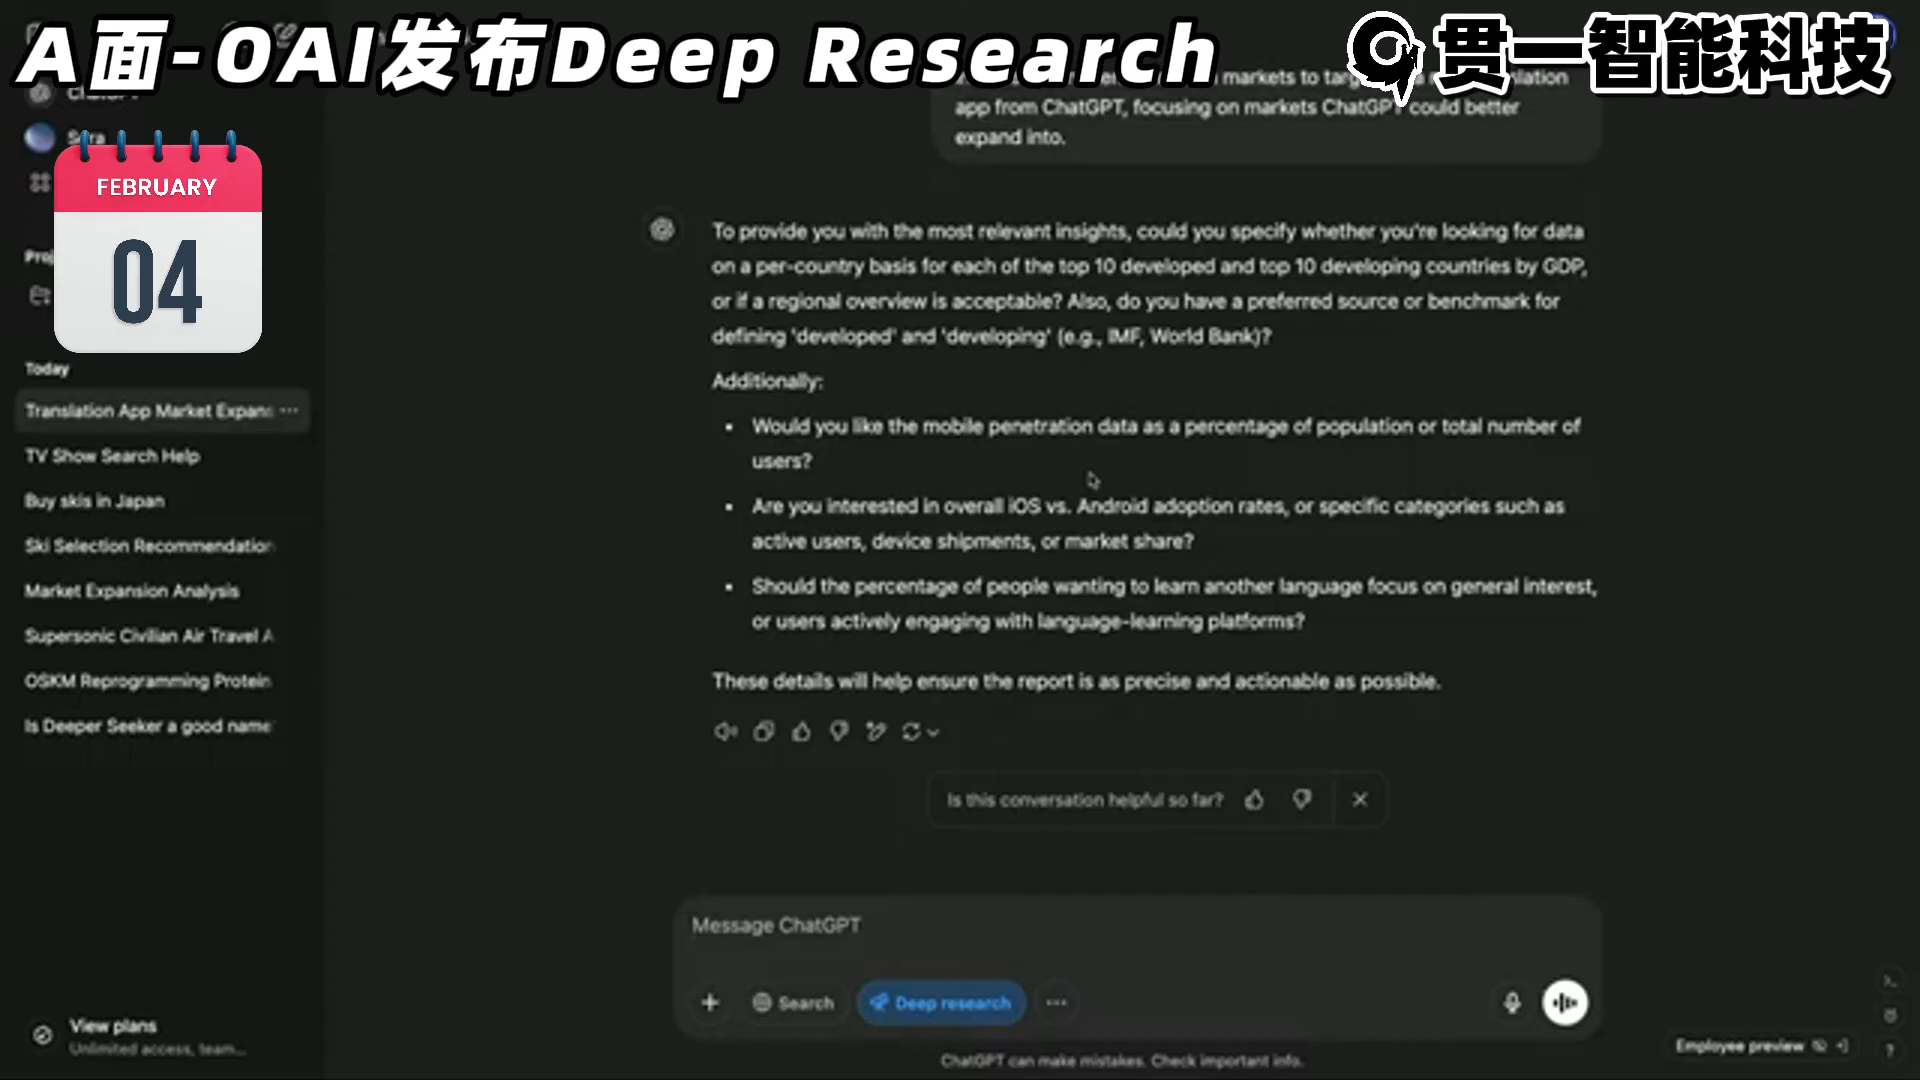 A面-OAI发布Deep Research
贯一智能科技
ChatGPT
markets to
app from ChatGPT, focusing on markets ChatGPT could better
expand into.
Sora
FEBRUARY
04
To provide you with the most relevant insights, could you specify whether you're looking for data
on a per-country basis for each of the top 10 developed and top 10 developing countries by GDP,
or if a regional overview is acceptable? Also, do you have a preferred source or benchmark for
defining 'developed' and 'developing' (e.g., IMF, World Bank)?
Additionally:
• Would you like the mobile penetration data as a percentage of population or total number of
users?
• Are you interested in overall iOS vs. Android adoption rates, or specific categories such as
active users, device shipments, or market share?
• Should the percentage of people wanting to learn another language focus on general interest,
or users actively engaging with language-learning platforms?
These details will help ensure the report is as precise and actionable as possible.
Today
Translation App Market Expans
TV Show Search Help
Buy skis in Japan
Ski Selection Recommendation
Market Expansion Analysis
Supersonic Civilian Air Travel A
OSKM Reprogramming Protein
Is Deeper Seeker a good name
Is this conversation helpful so far?
Message ChatGPT
Search
Deep research
View plans
Unlimited access, team...
Employee preview
ChatGPT can make mistakes. Check important info.